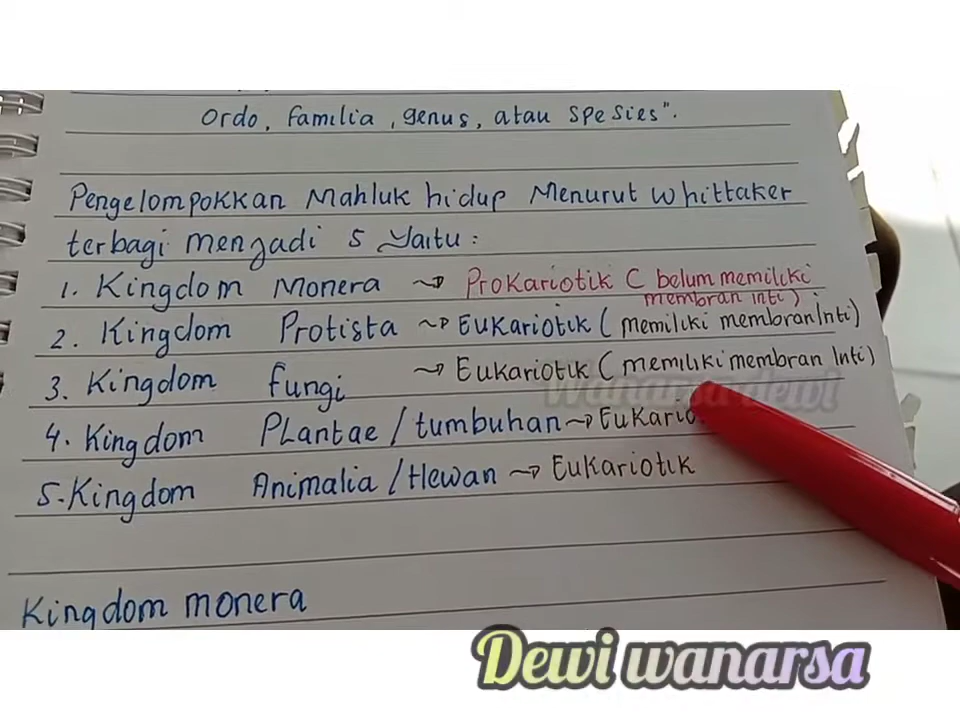 Ordo, familia, genus, atau spesies".
Pengelompokkan Mahluk hidup Menurut Whittaker
terbagi menjadi 5 Yaitu :
1. Kingdom Monera → Prokariotik ( belum memiliki
membran inti )
2. Kingdom Protista → Eukariotik ( memiliki membran Inti)
3. Kingdom fungi → Eukariotik ( memiliki membran Inti)
Wanarsa dewi
4. Kingdom PLantae / tumbuhan → Eukario
5. Kingdom Animalia / Hewan → Eukariotik
Kingdom monera
Dewi wanarsa